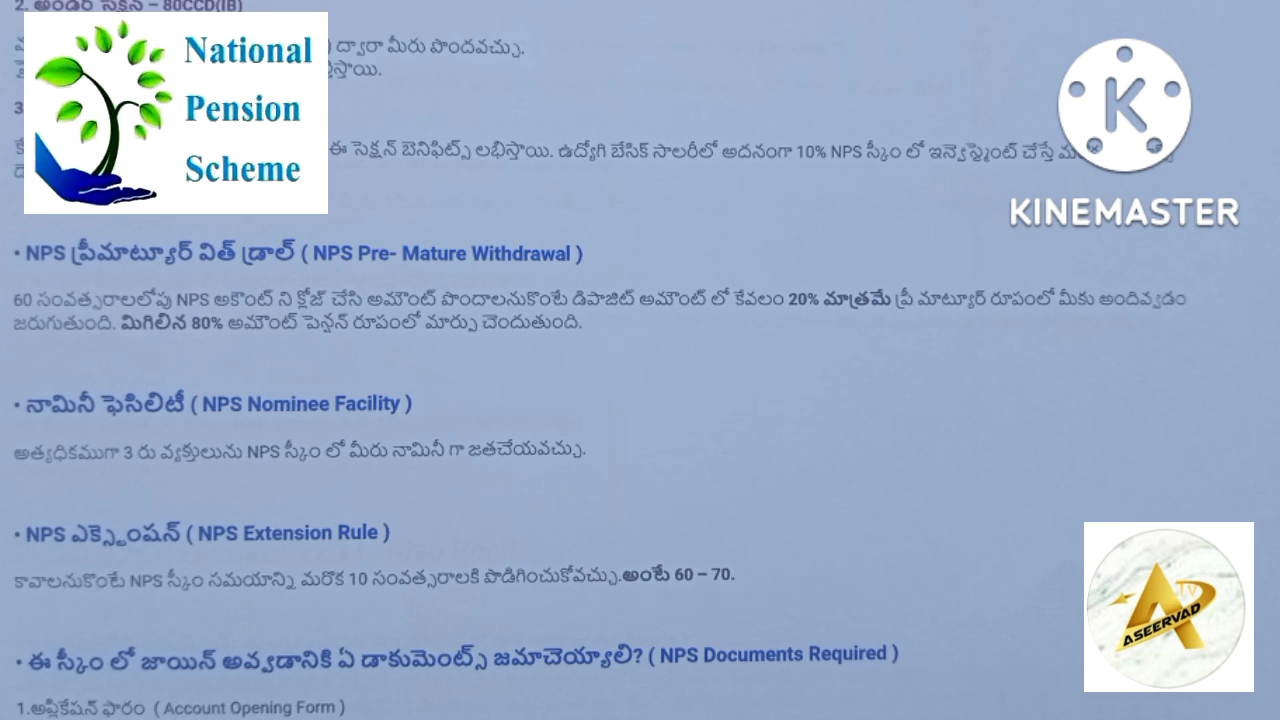 2. అండర్ సెక్షన్ – 80CCD(IB)
National
Pension
Scheme
) ద్వారా మీరు పొందవచ్చు.
3
ఈ సెక్షన్ బెనిఫిట్స్ లభిస్తాయి. ఉద్యోగి బేసిక్ సాలరీలో అదనంగా 10% NPS స్కీం లో ఇన్వెస్ట్మెంట్ చేస్తే
K
KINEMASTER
• NPS ప్రీమాట్యూర్ విత్ డ్రాల్ ( NPS Pre- Mature Withdrawal )
60 సంవత్సరాలలోపు NPS అకౌంట్ ని క్లోజ్ చేసి అమౌంట్ పొందాలనుకొంటే డిపాజిట్ అమౌంట్ లో కేవలం 20% మాత్రమే ప్రీ మాట్యూర్ రూపంలో మీకు అందివ్వడం
జరుగుతుంది. మిగిలిన 80% అమౌంట్ పెన్షన్ రూపంలో మార్పు చెందుతుంది.
• నామినీ ఫెసిలిటీ ( NPS Nominee Facility )
అత్యధికముగా 3 రు వ్యక్తులును NPS స్కీం లో మీరు నామినీ గా జతచేయవచ్చు.
• NPS ఎక్స్టెంషన్ ( NPS Extension Rule )
కావాలనుకొంటే NPS స్కీం సమయాన్ని మరొక 10 సంవత్సరాలకి పొడిగించుకోవచ్చు.అంటే 60 – 70.
• ఈ స్కీం లో జాయిన్ అవ్వడానికి ఏ డాకుమెంట్స్ జమాచెయ్యాలి? ( NPS Documents Required )
1.అప్లికేషన్ ఫారం ( Account Opening Form )
TV
ASEERVAD